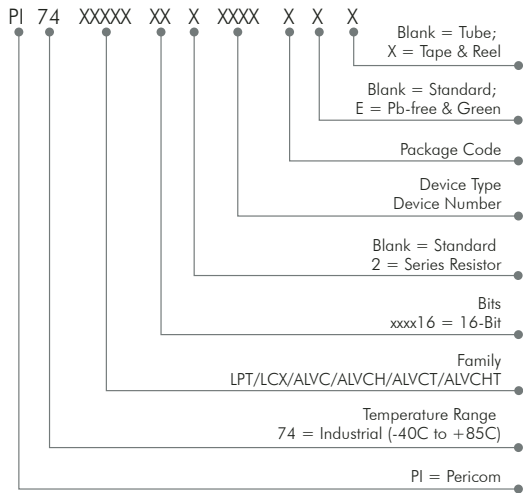 PI 74 XXXXX XX X XXXX X X X
Blank = Tube;
X = Tape & Reel
Blank = Standard;
E = Pb-free & Green
Package Code
Device Type
Device Number
Blank = Standard
2 = Series Resistor
Bits
xxxx16 = 16-Bit
Family
LPT/LCX/ALVC/ALVCH/ALVCT/ALVCHT
Temperature Range
74 = Industrial (-40C to +85C)
PI = Pericom